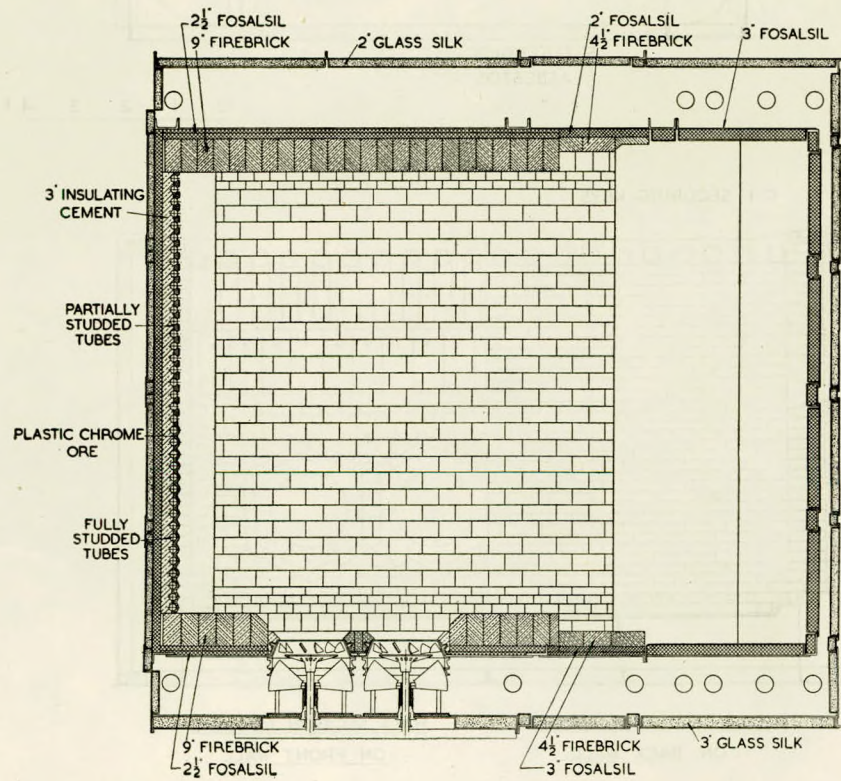 2½" FOSALSIL
9" FIREBRICK
2" GLASS SILK
2" FOSALSIL
4½" FIREBRICK
3" FOSALSIL
3" INSULATING
CEMENT
PARTIALLY
STUDDED
TUBES
PLASTIC CHROME
ORE
FULLY
STUDDED
TUBES
9" FIREBRICK
2½" FOSALSIL
4½" FIREBRICK
3" FOSALSIL
3" GLASS SILK